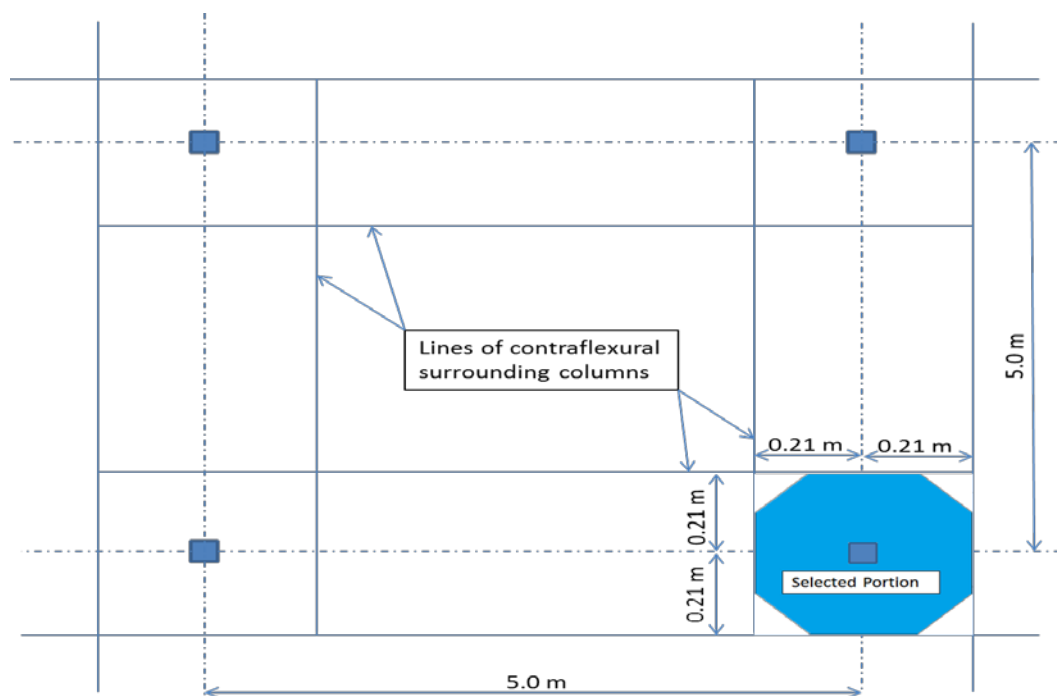 5.0 m
Lines of contraflexural
surrounding columns
0.21 m
0.21 m
0.21 m
0.21 m
Selected Portion
5.0 m